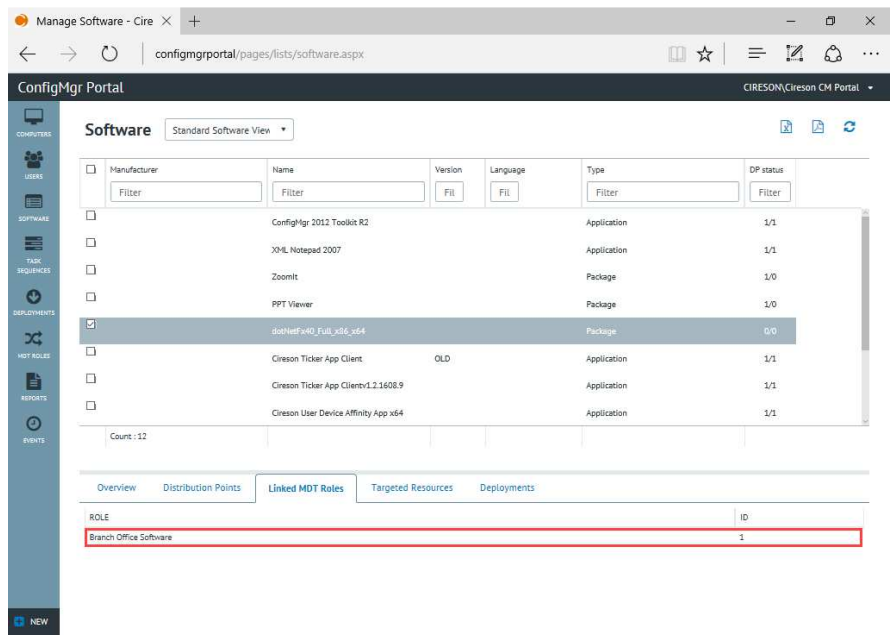 Manage Software - Cire
configmgrportal/pages/lists/software.aspx
ConfigMgr Portal
CIRESON\Cireson CM Portal
COMPUTERS
USERS
SOFTWARE
TASK
SEQUENCES
DEPLOYMENTS
MDT ROLES
REPORTS
EVENTS
NEW
Software
Standard Software View
Manufacturer Name Version Language Type DP status
Filter Filter Fil Fil Filter Filter
ConfigMgr 2012 Toolkit R2 Application 1/1
XML Notepad 2007 Application 1/1
ZoomIt Package 1/0
PPT Viewer Package 1/0
dotNetFx40_Full_x86_x64 Package 0/0
Cireson Ticker App Client OLD Application 1/1
Cireson Ticker App Clientv1.2.1608.9 Application 1/1
Cireson User Device Affinity App x64 Application 1/1
Count : 12
Overview Distribution Points Linked MDT Roles Targeted Resources Deployments
ROLE ID
Branch Office Software 1